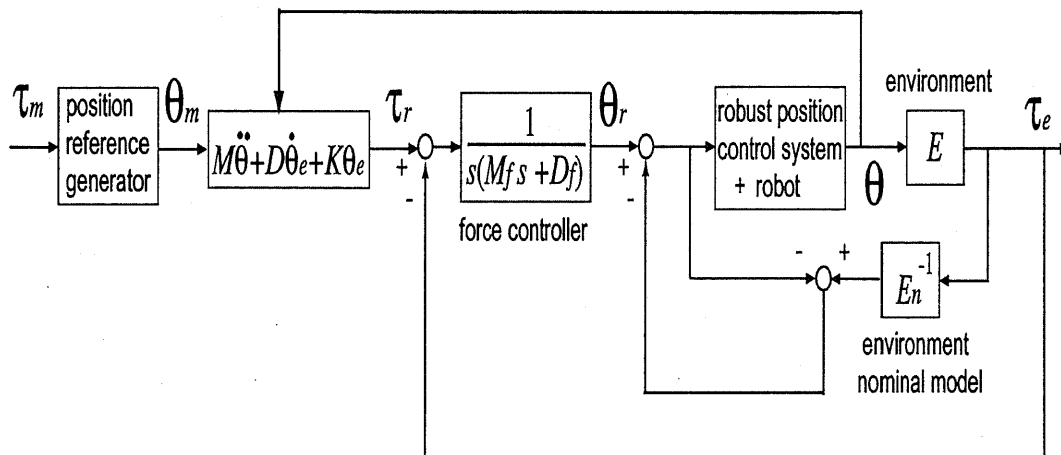 τm
position
reference
generator
θm
Mθ̈+Dθ̇e+Kθe
τr
+
-
1
s(Mf s +Df)
force controller
θr
+
-
robust position
control system
+ robot
θ
environment
E
τe
-
+
En⁻¹
environment
nominal model